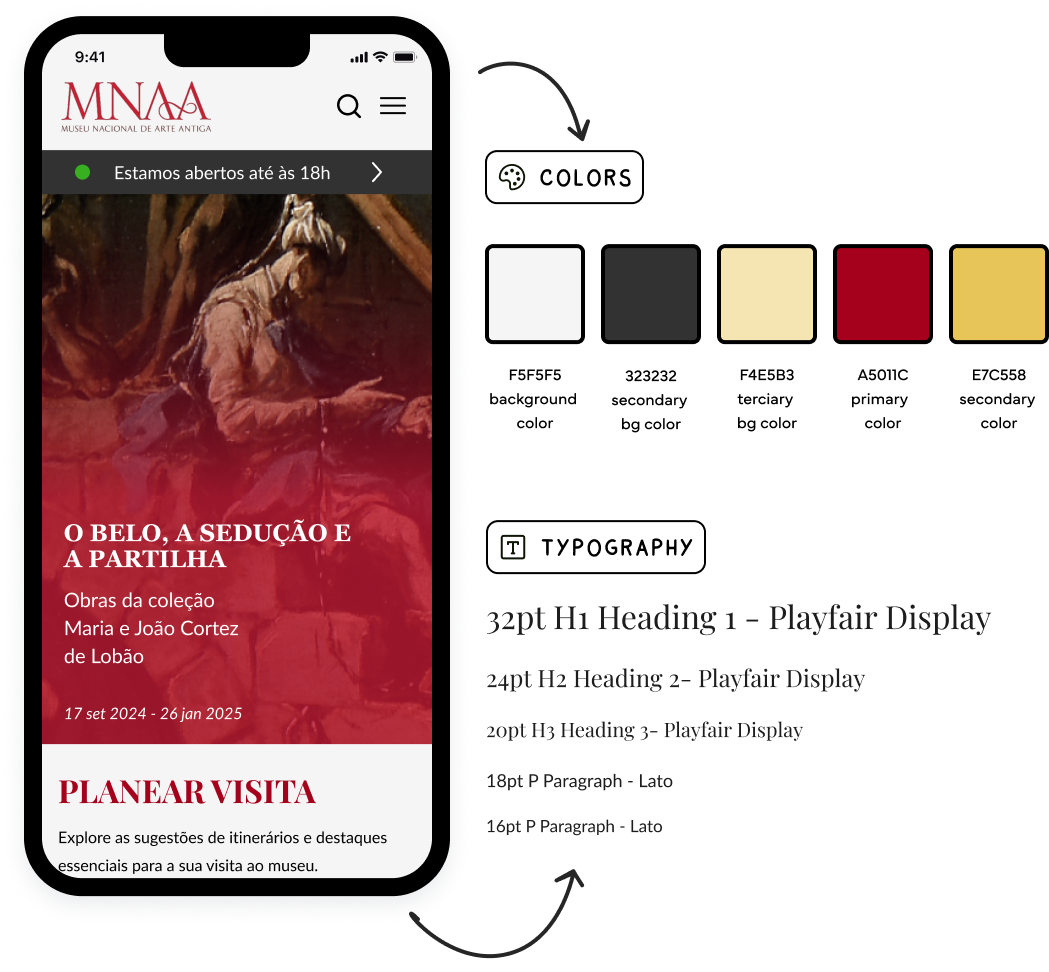 9:41
MNAA
MUSEU NACIONAL DE ARTE ANTIGA
Estamos abertos até às 18h
O BELO, A SEDUÇÃO E
A PARTILHA
Obras da coleção
Maria e João Cortez
de Lobão
17 set 2024 - 26 jan 2025
PLANEAR VISITA
Explore as sugestões de itinerários e destaques
essenciais para a sua visita ao museu.
COLORS
F5F5F5
background
color
323232
secondary
bg color
F4E5B3
terciary
bg color
A5011C
primary
color
E7C558
secondary
color
T TYPOGRAPHY
32pt H1 Heading 1 - Playfair Display
24pt H2 Heading 2- Playfair Display
20pt H3 Heading 3- Playfair Display
18pt P Paragraph - Lato
16pt P Paragraph - Lato